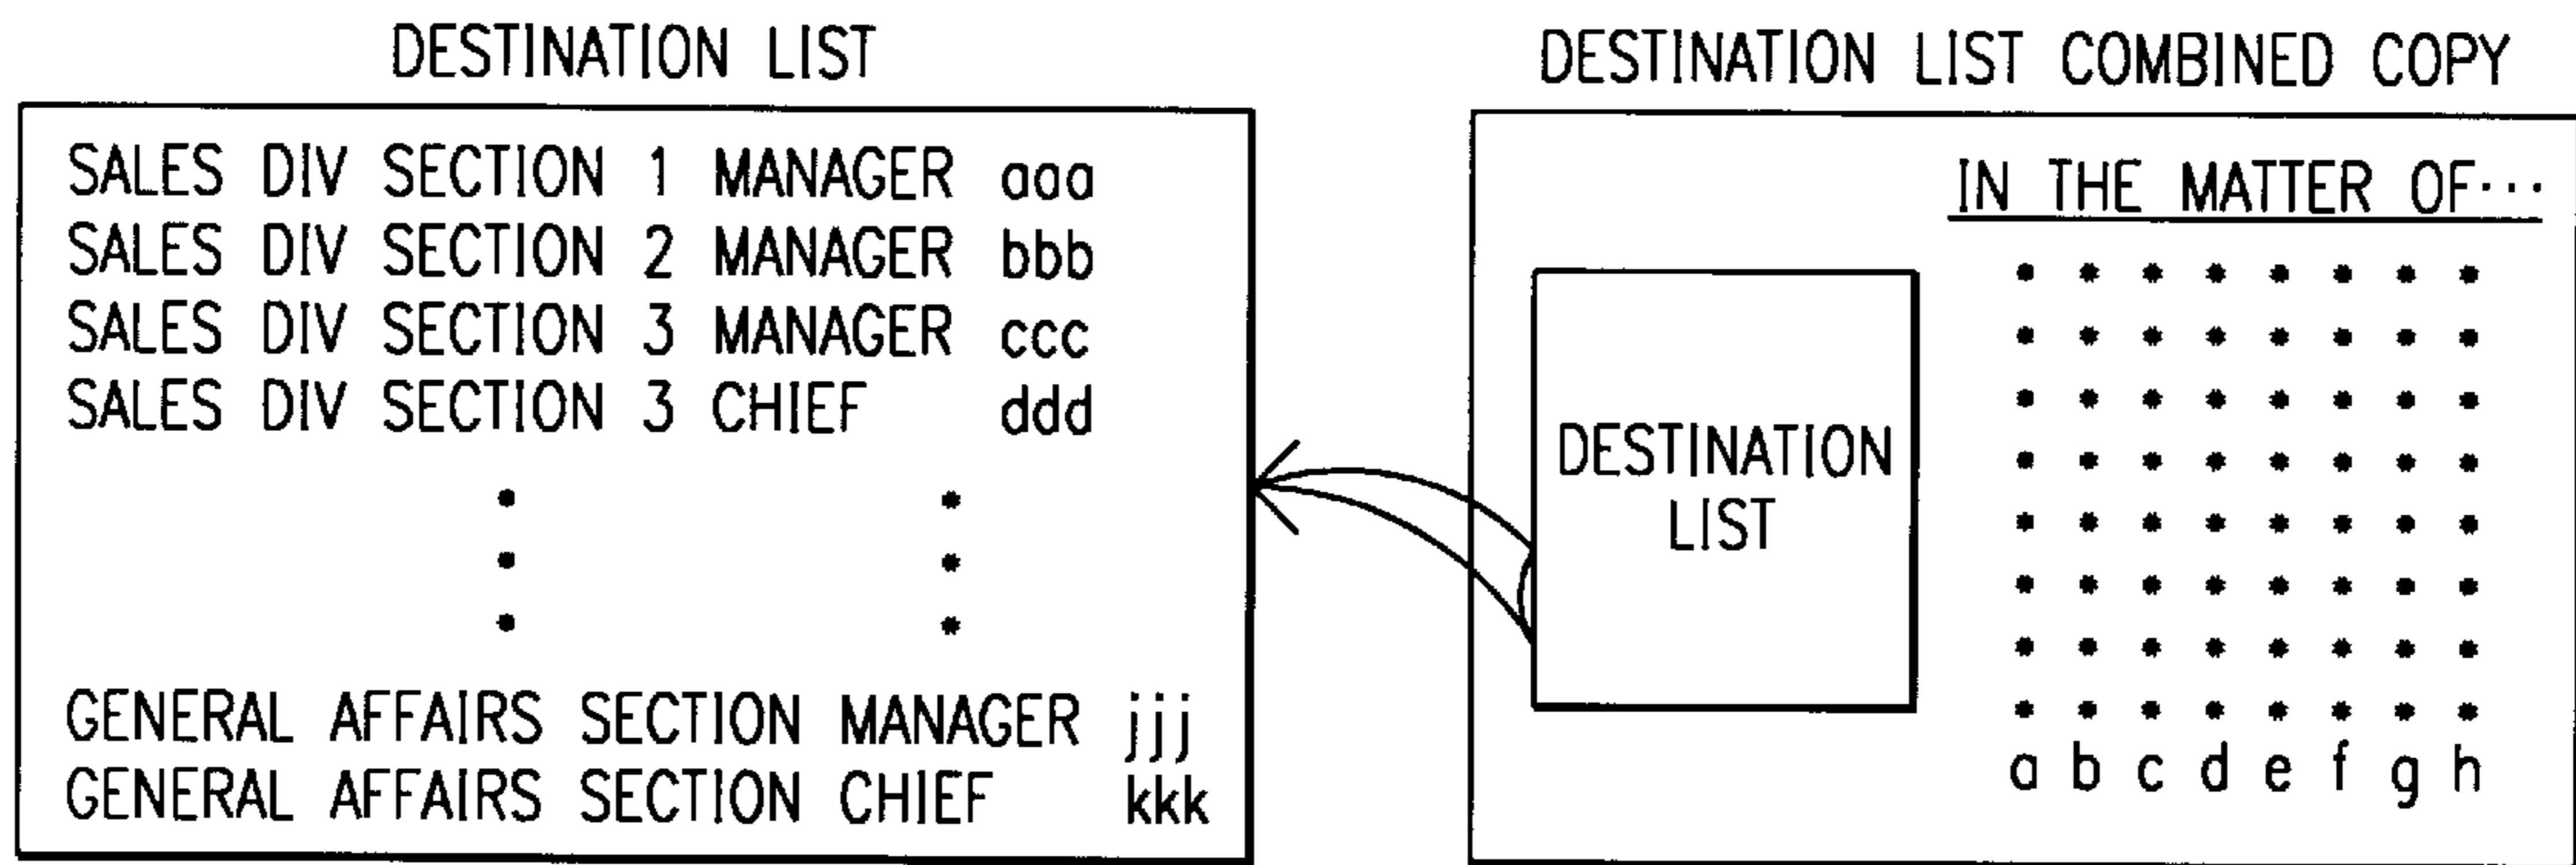 DESTINATION LIST
SALES DIV SECTION 1 MANAGER aaa
SALES DIV SECTION 2 MANAGER bbb
SALES DIV SECTION 3 MANAGER ccc
SALES DIV SECTION 3 CHIEF ddd
GENERAL AFFAIRS SECTION MANAGER jjj
GENERAL AFFAIRS SECTION CHIEF kkk
DESTINATION LIST COMBINED COPY
IN THE MATTER OF···
DESTINATION
LIST
a b c d e f g h